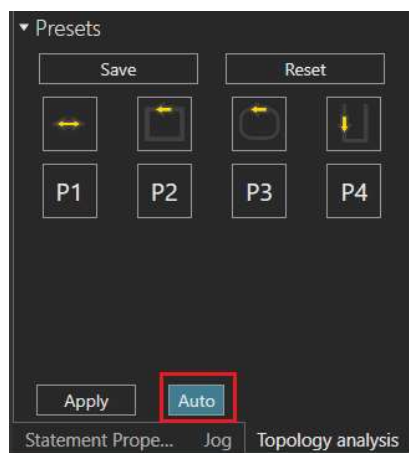 Presets
Save Reset
P1 P2 P3 P4
Apply Auto
Statement Prope... Jog Topology analysis